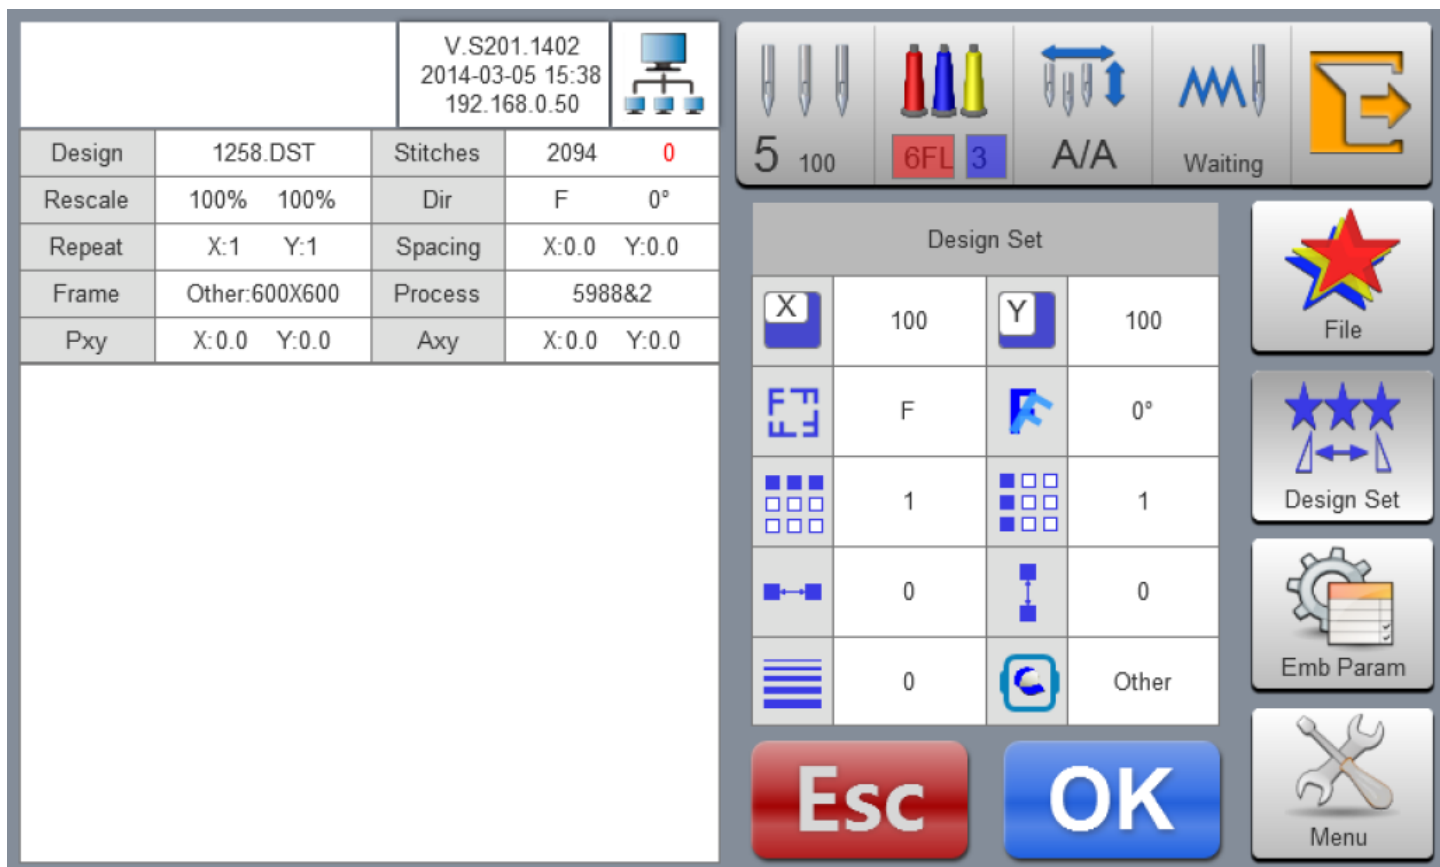 V.S201.1402
2014-03-05 15:38
192.168.0.50
Design 1258.DST Stitches 2094 0
Rescale 100% 100% Dir F 0°
Repeat X:1 Y:1 Spacing X:0.0 Y:0.0
Frame Other:600X600 Process 5988&2
Pxy X:0.0 Y:0.0 Axy X:0.0 Y:0.0
5 100 6FL 3 A/A Waiting
Design Set
X 100 Y 100
F 0°
1 1
0 0
0 Other
Esc OK
File
Design Set
Emb Param
Menu